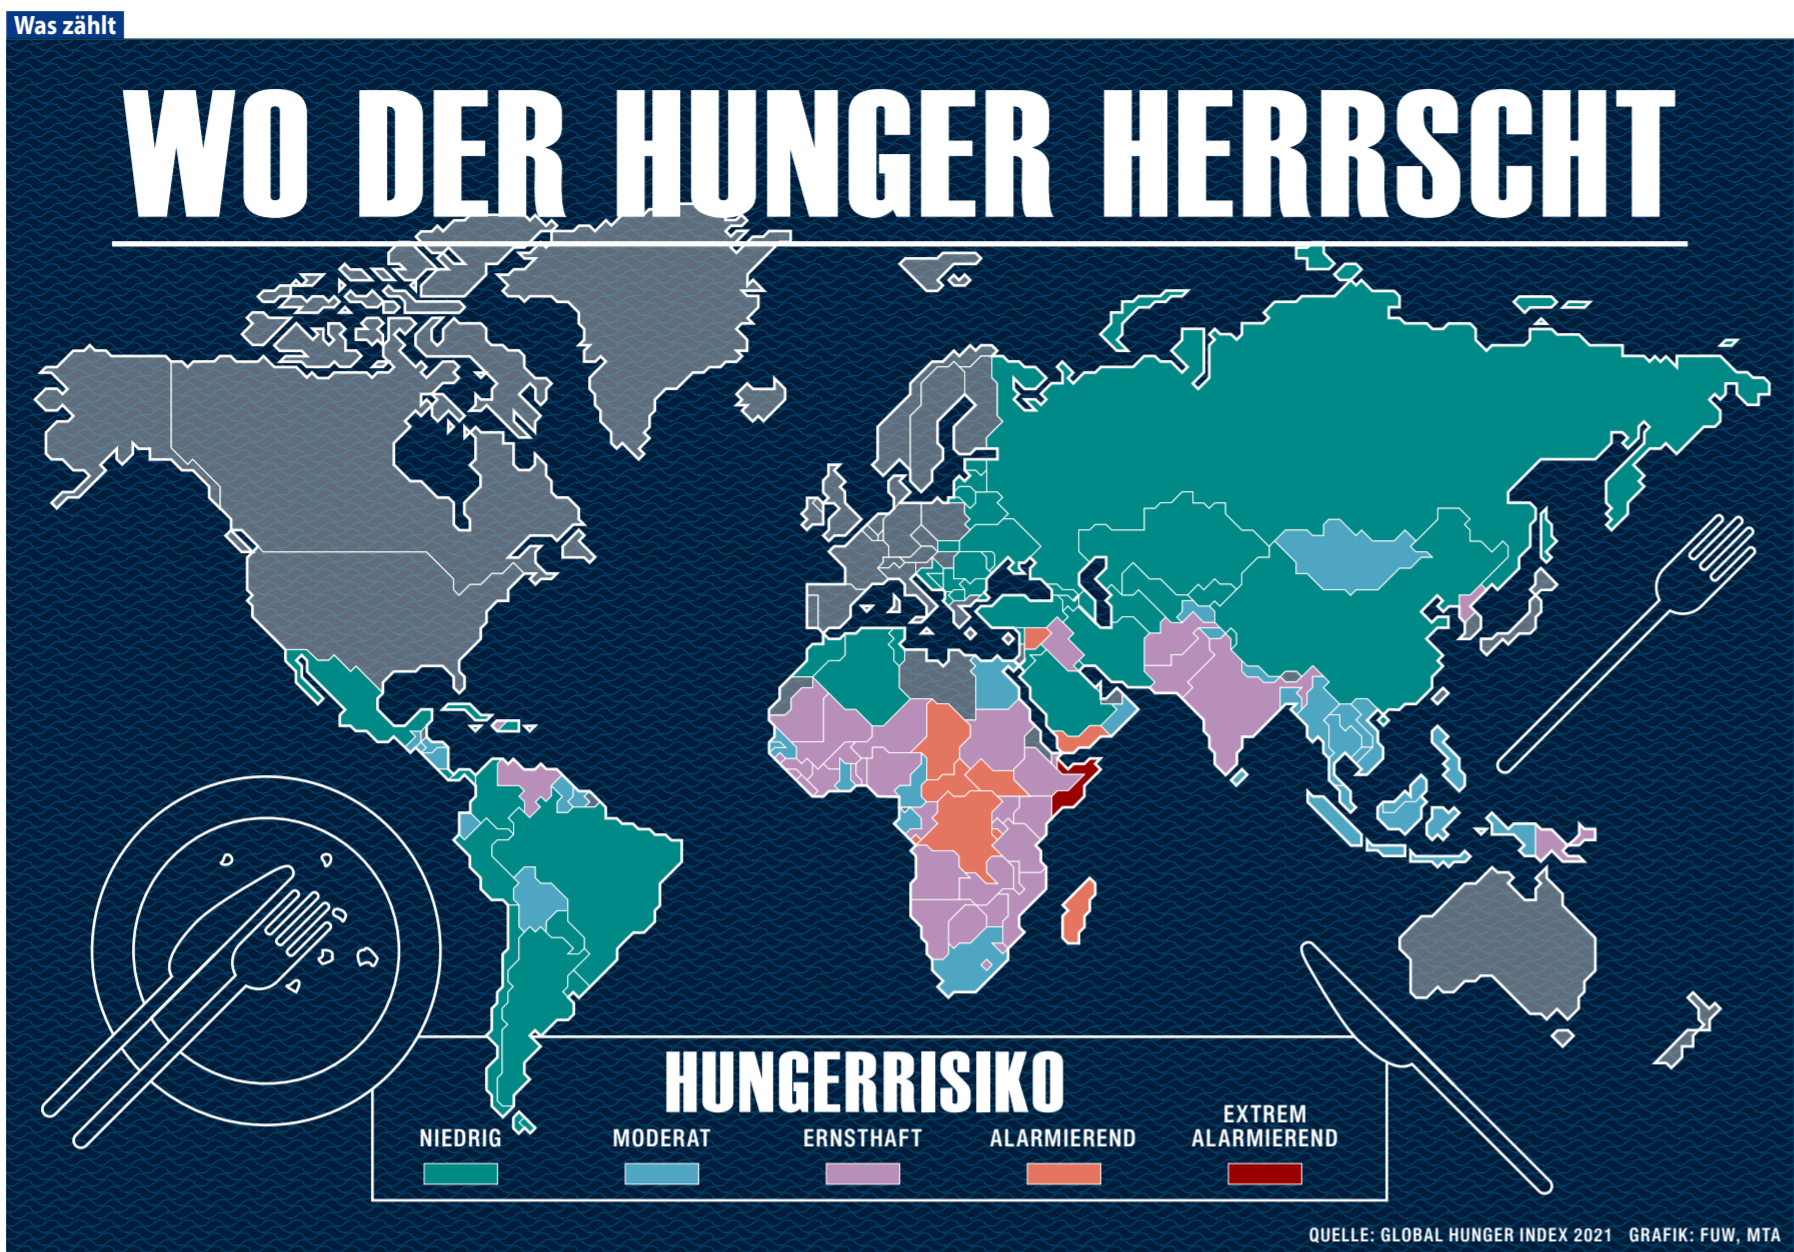 Was zählt
WO DER HUNGER HERRSCHT
HUNGERRISIKO
NIEDRIG
MODERAT
ERNSTHAFT
ALARMIEREND
EXTREM
ALARMIEREND
QUELLE: GLOBAL HUNGER INDEX 2021 GRAFIK: FUW, MTA